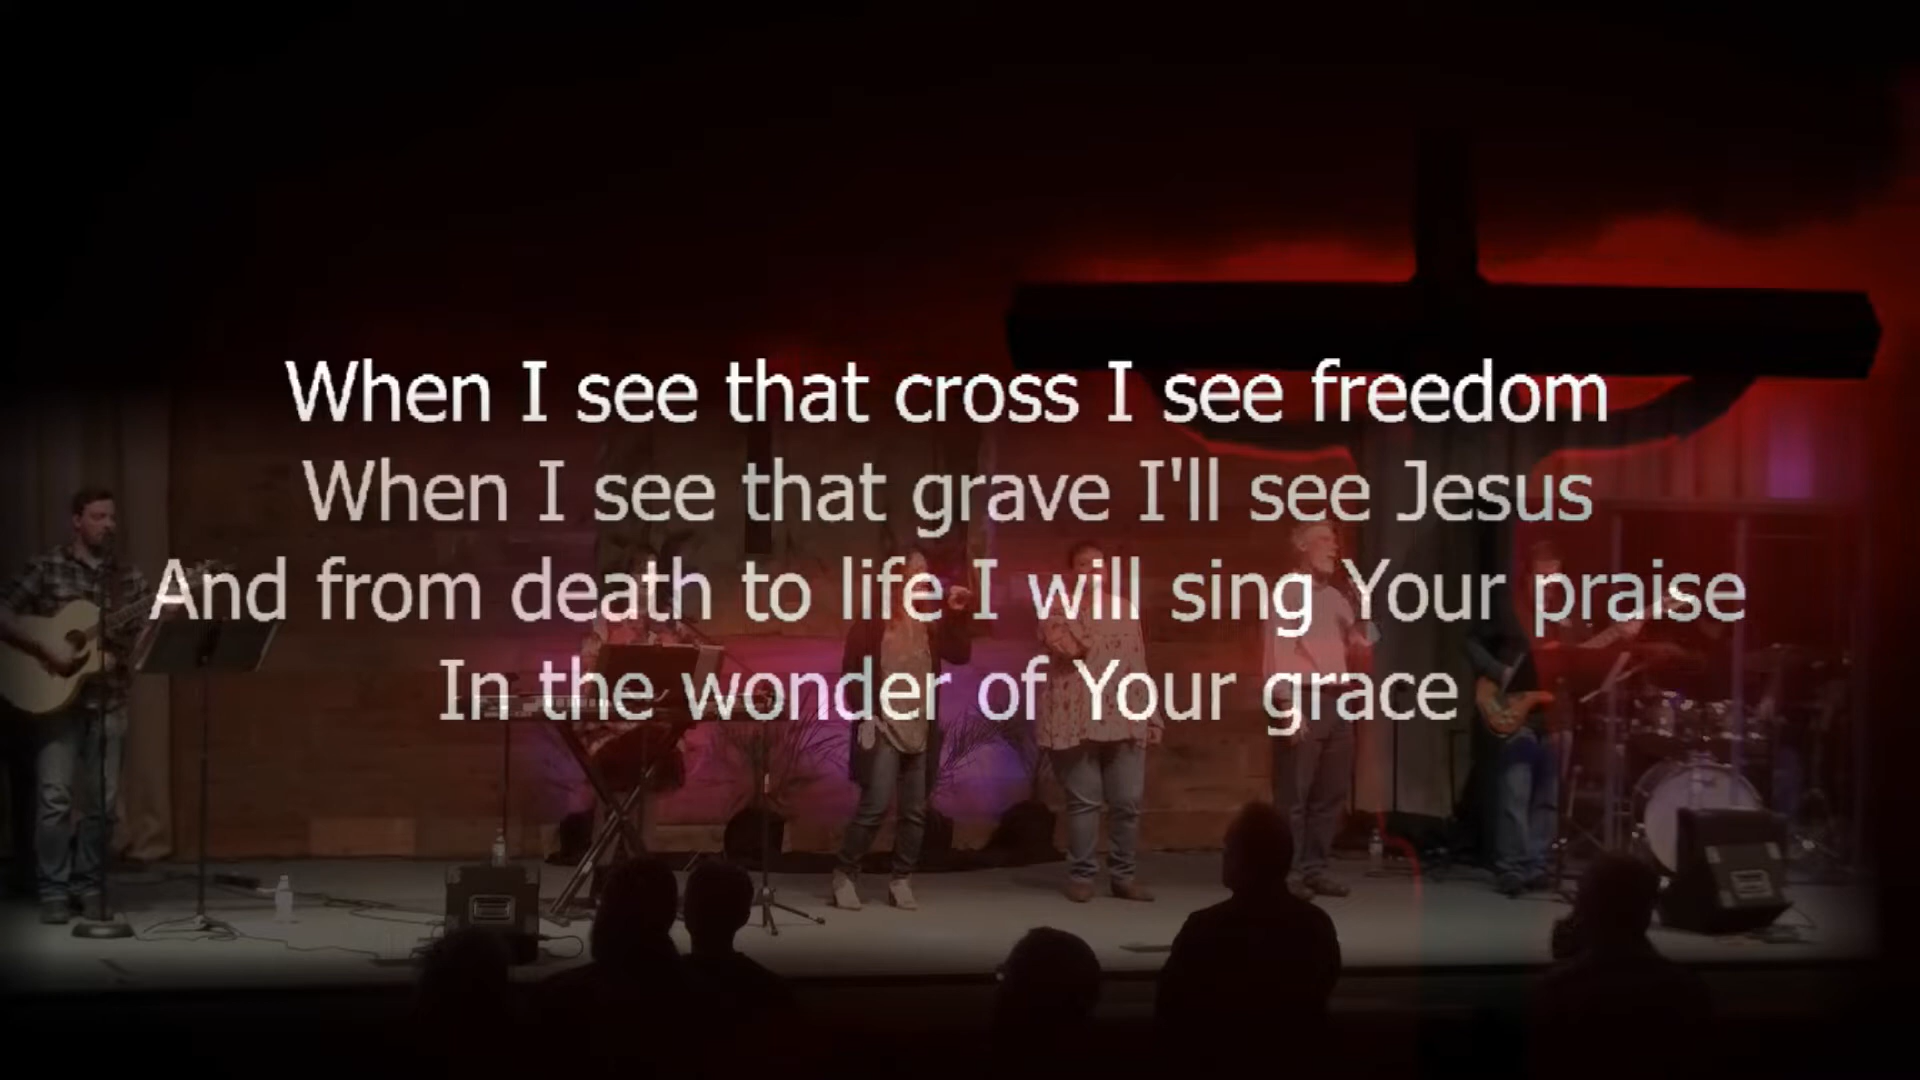 When I see that cross I see freedom
When I see that grave I'll see Jesus
And from death to life I will sing Your praise
In the wonder of Your grace